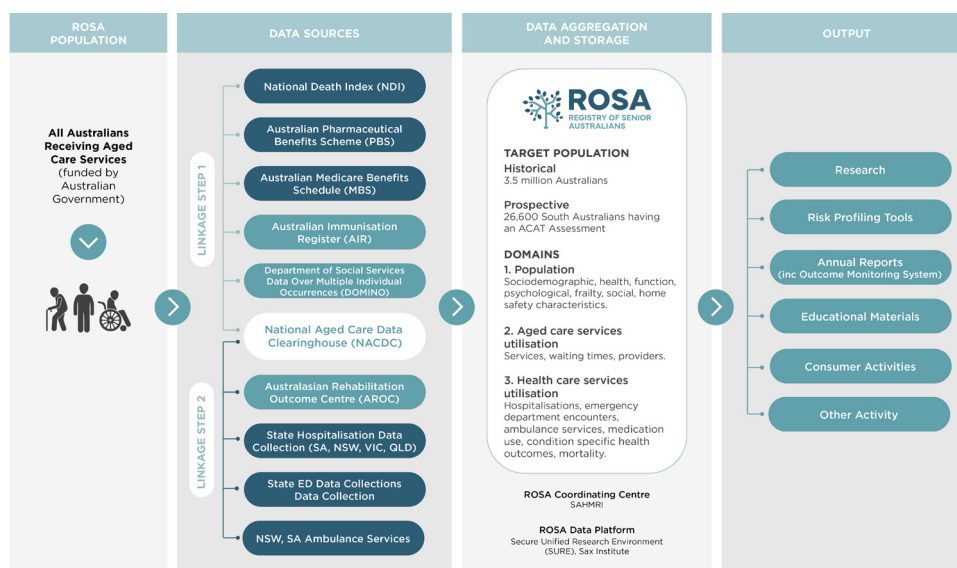 ROSA
POPULATION
All Australians
Receiving Aged
Care Services
(funded by
Australian
Government)
DATA SOURCES
LINKAGE STEP 1
National Death Index (NDI)
Australian Pharmaceutical
Benefits Scheme (PBS)
Australian Medicare Benefits
Schedule (MBS)
Australian Immunisation
Register (AIR)
Department of Social Services
Data Over Multiple Individual
Occurrences (DOMINO)
National Aged Care Data
Clearinghouse (NACDC)
LINKAGE STEP 2
Australasian Rehabilitation
Outcome Centre (AROC)
State Hospitalisation Data
Collection (SA, NSW, VIC, QLD)
State ED Data Collections
Data Collection
NSW, SA Ambulance Services
DATA AGGREGATION
AND STORAGE
ROSA
REGISTRY OF SENIOR
AUSTRALIANS
TARGET POPULATION
Historical
3.5 million Australians
Prospective
26,600 South Australians having
an ACAT Assessment
DOMAINS
1. Population
Sociodemographic, health, function,
psychological, frailty, social, home
safety characteristics.
2. Aged care services
utilisation
Services, waiting times, providers.
3. Health care services
utilisation
Hospitalisations, emergency
department encounters,
ambulance services, medication
use, condition specific health
outcomes, mortality.
ROSA Coordinating Centre
SAHMRI
ROSA Data Platform
Secure Unified Research Environment
(SURE), Sax Institute
OUTPUT
Research
Risk Profiling Tools
Annual Reports
(inc Outcome Monitoring System)
Educational Materials
Consumer Activities
Other Activity